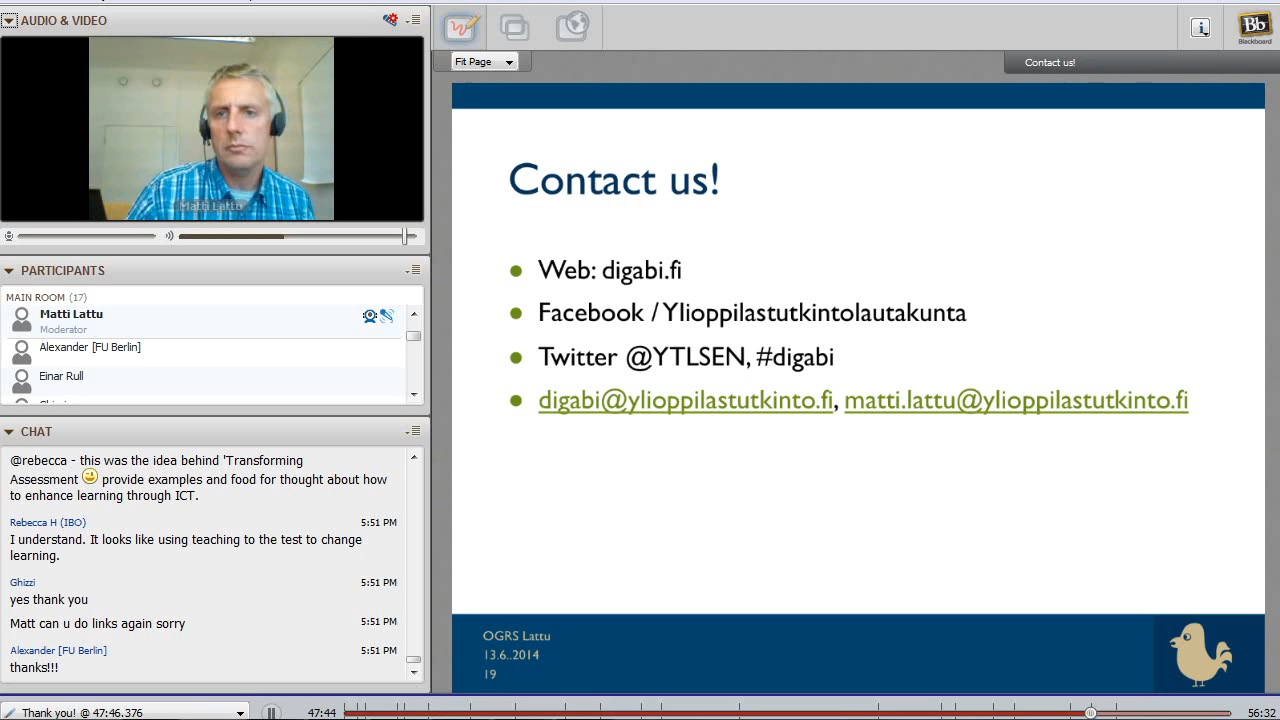 AUDIO & VIDEO
Matti Lattu
PARTICIPANTS
MAIN ROOM (17)
Matti Lattu
Moderator
Alexander [FU Berlin]
Einar Rull
CHAT
@rebecca - this was the idea behind 'Transforming
Assessment provide examples and food for thought about how
to enhance learning through ICT.
Rebecca H (IBO) 5:51 PM
I understand. It looks like using teaching to the test to change
learning.
Ghizzi 5:51 PM
yes thank you
Matt can u do links again sorry 5:51 PM
Alexander [FU Berlin] 5:51 PM
thanks!!!
Thank you! @ 47:46.376
47:44
56:32
Fit Page
Contact us!
Bb
Blackboard
Contact us!
• Web: digabi.fi
• Facebook / Ylioppilastutkintolautakunta
• Twitter @YTLSEN, #digabi
• digabi@ylioppilastutkinto.fi, matti.lattu@ylioppilastutkinto.fi
OGRS Lattu
13.6..2014
19